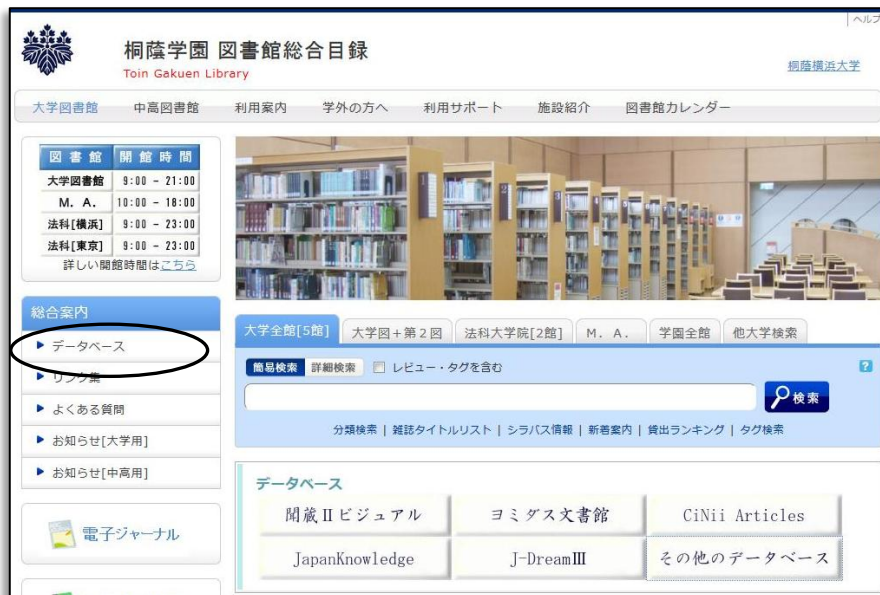 ヘルプ
桐蔭学園 図書館総合目録
Toin Gakuen Library
桐蔭横浜大学
大学図書館 中高図書館 利用案内 学外の方へ 利用サポート 施設紹介 図書館カレンダー
図書館 開館時間
大学図書館 9:00 - 21:00
M. A. 10:00 - 18:00
法科[横浜] 9:00 - 23:00
法科[東京] 9:00 - 23:00
詳しい開館時間はこちら
総合案内
データベース
リンク集
よくある質問
お知らせ[大学用]
お知らせ[中高用]
電子ジャーナル
大学全館[5館] 大学図+第2図 法科大学院[2館] M. A. 学園全館 他大学検索
簡易検索 詳細検索 レビュー・タグを含む
?
検索
分類検索 | 雑誌タイトルリスト | シラバス情報 | 新着案内 | 貸出ランキング | タグ検索
データベース
聞蔵Ⅱビジュアル ヨミダス文書館 CiNii Articles
JapanKnowledge J-DreamⅢ その他のデータベース